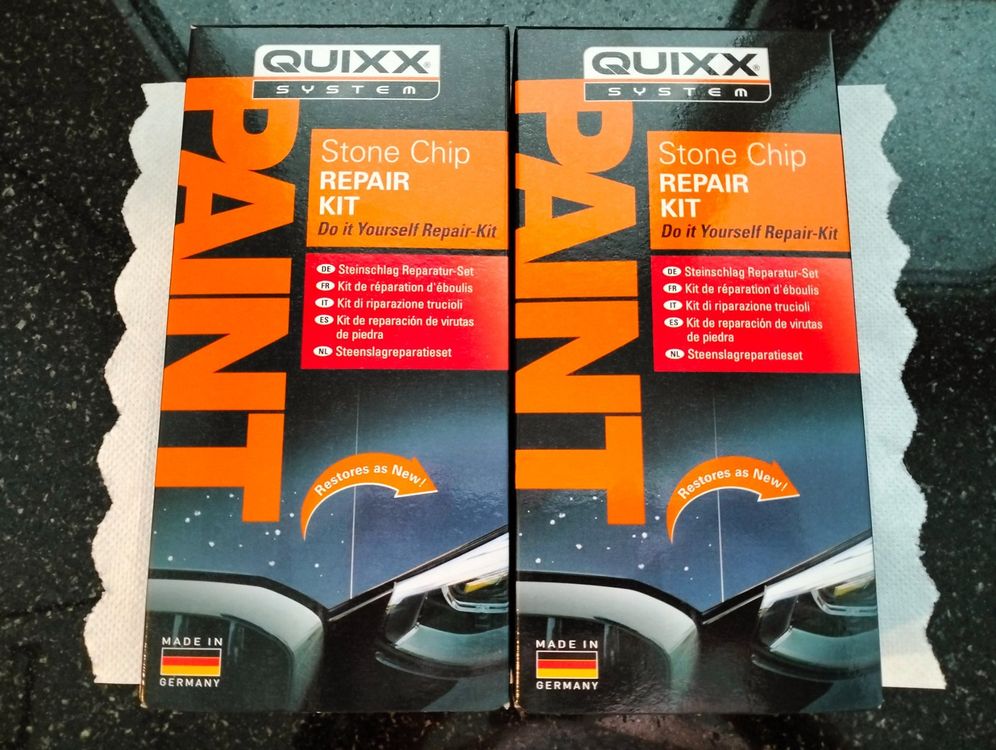 QUIXX®
SYSTEM
PAINT
Stone Chip
REPAIR
KIT
Do it Yourself Repair-Kit
DE Steinschlag Reparatur-Set
FR Kit de réparation d'éboulis
IT Kit di riparazione trucioli
ES Kit de reparación de virutas
de piedra
NL Steenslagreparatieset
Restores as New!
MADE IN
GERMANY
QUIXX®
SYSTEM
PAINT
Stone Chip
REPAIR
KIT
Do it Yourself Repair-Kit
DE Steinschlag Reparatur-Set
FR Kit de réparation d'éboulis
IT Kit di riparazione trucioli
ES Kit de reparación de virutas
de piedra
NL Steenslagreparatieset
Restores as New!
MADE IN
GERMANY